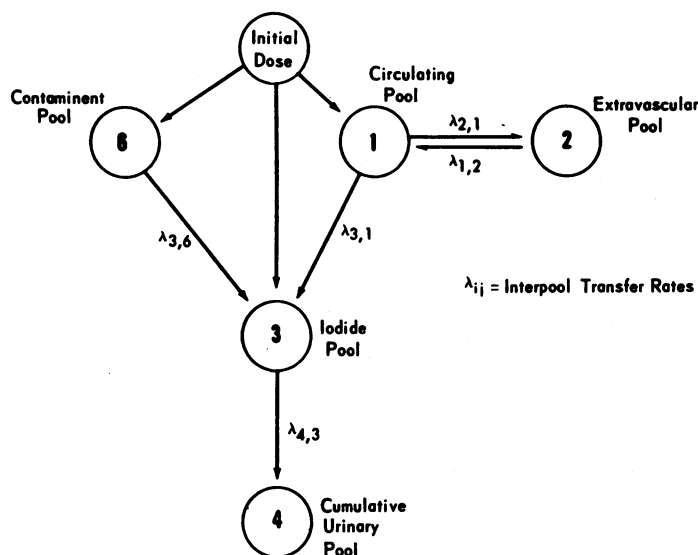 Initial
Dose
Contaminent
Pool
6
Circulating
Pool
1
λ2,1
λ1,2
Extravascular
Pool
2
λ3,6
λ3,1
λij = Interpool Transfer Rates
3
Iodide
Pool
λ4,3
4
Cumulative
Urinary
Pool